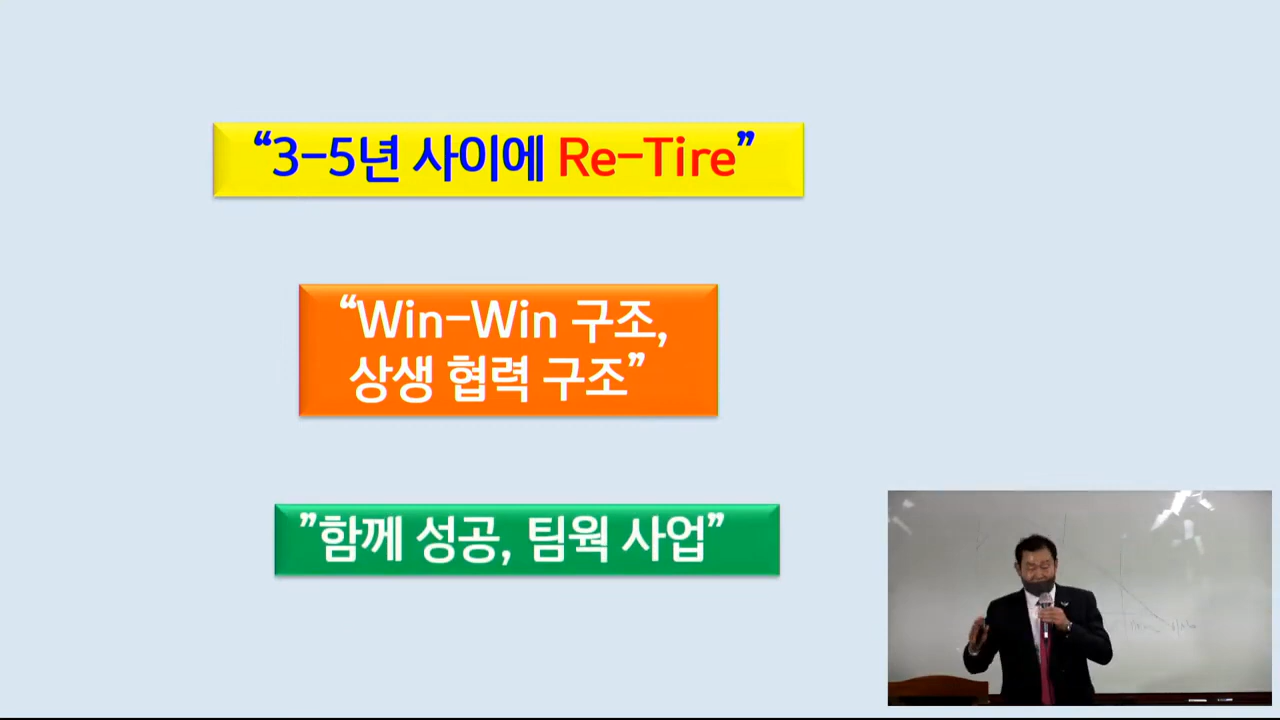 “3-5년 사이에 Re-Tire”
“Win-Win 구조,
상생 협력 구조”
”함께 성공, 팀웍 사업”